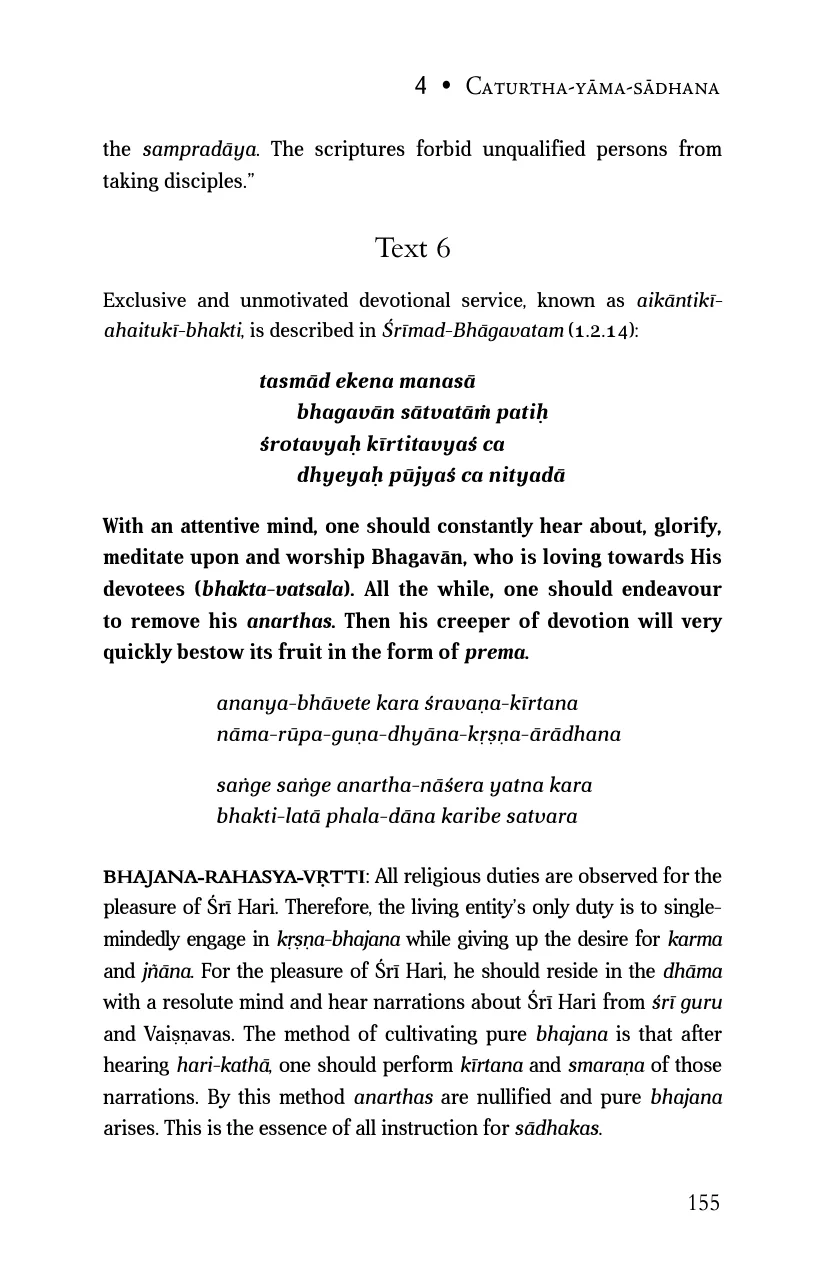 4 • Caturtha-yāma-sādhana
the sampradāya. The scriptures forbid unqualified persons from
taking disciples.”
Text 6
Exclusive and unmotivated devotional service, known as aikāntikī-
ahaitukī-bhakti, is described in Śrīmad-Bhāgavatam (1.2.14):
tasmād ekena manasā
bhagavān sātvatāṁ patiḥ
śrotavyaḥ kīrtitavyaś ca
dhyeyaḥ pūjyaś ca nityadā
With an attentive mind, one should constantly hear about, glorify,
meditate upon and worship Bhagavān, who is loving towards His
devotees (bhakta-vatsala). All the while, one should endeavour
to remove his anarthas. Then his creeper of devotion will very
quickly bestow its fruit in the form of prema.
ananya-bhāvete kara śravaṇa-kīrtana
nāma-rūpa-guṇa-dhyāna-kṛṣṇa-ārādhana
saṅge saṅge anartha-nāśera yatna kara
bhakti-latā phala-dāna karibe satvara
BHAJANA-RAHASYA-VṚTTI: All religious duties are observed for the
pleasure of Śrī Hari. Therefore, the living entity’s only duty is to single-
mindedly engage in kṛṣṇa-bhajana while giving up the desire for karma
and jñāna. For the pleasure of Śrī Hari, he should reside in the dhāma
with a resolute mind and hear narrations about Śrī Hari from śrī guru
and Vaiṣṇavas. The method of cultivating pure bhajana is that after
hearing hari-kathā, one should perform kīrtana and smaraṇa of those
narrations. By this method anarthas are nullified and pure bhajana
arises. This is the essence of all instruction for sādhakas.
155